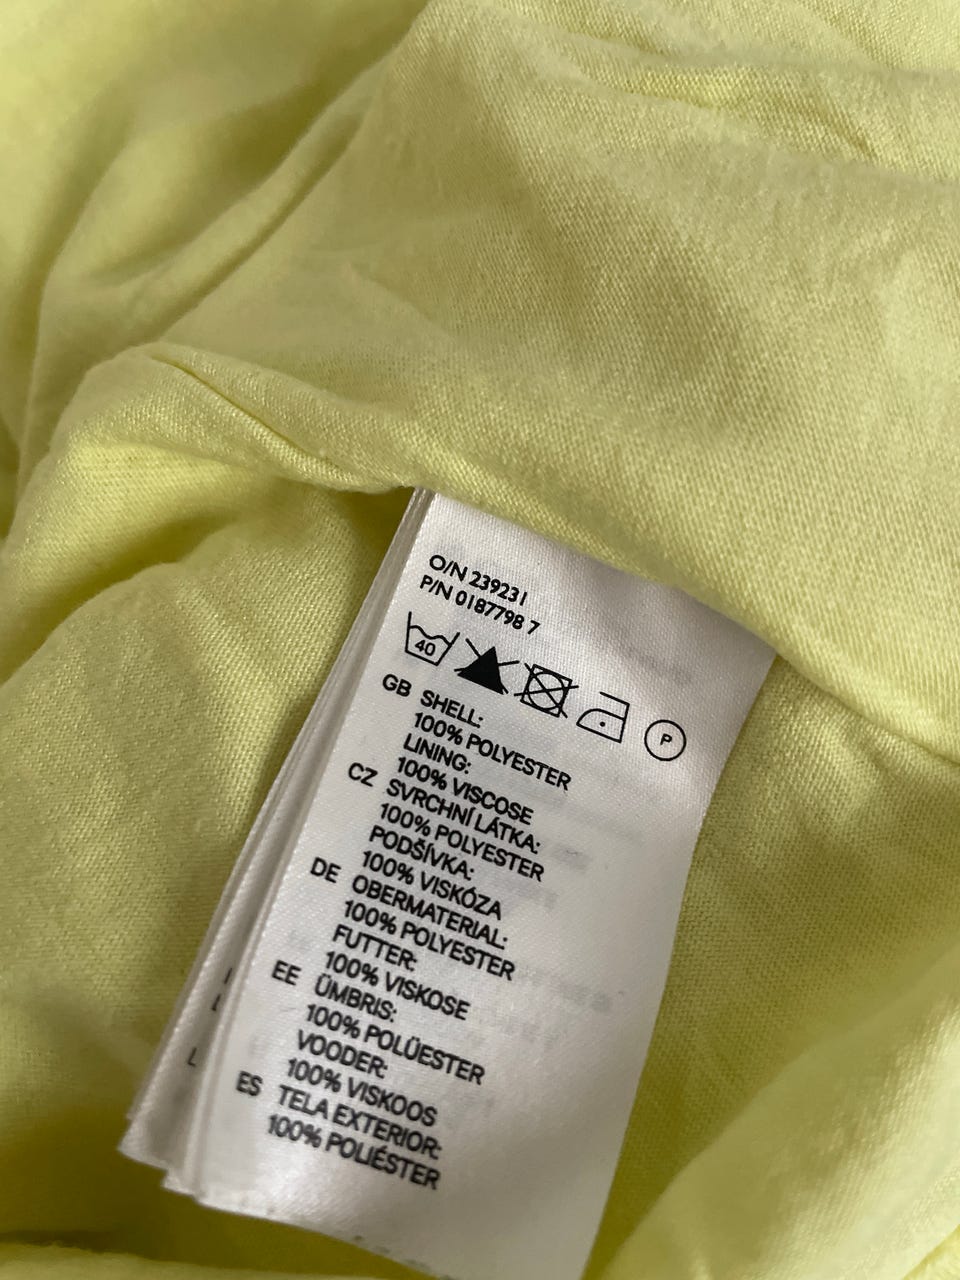 O/N 239231
P/N 0187798 7
40 P
GB SHELL:
100% POLYESTER
LINING:
100% VISCOSE
CZ SVRCHNÍ LÁTKA:
100% POLYESTER
PODŠÍVKA:
100% VISKÓZA
DE OBERMATERIAL:
100% POLYESTER
FUTTER:
100% VISKOSE
EE ÜMBRIS:
100% POLÜESTER
VOODER:
100% VISKOOS
ES TELA EXTERIOR:
100% POLIÉSTER